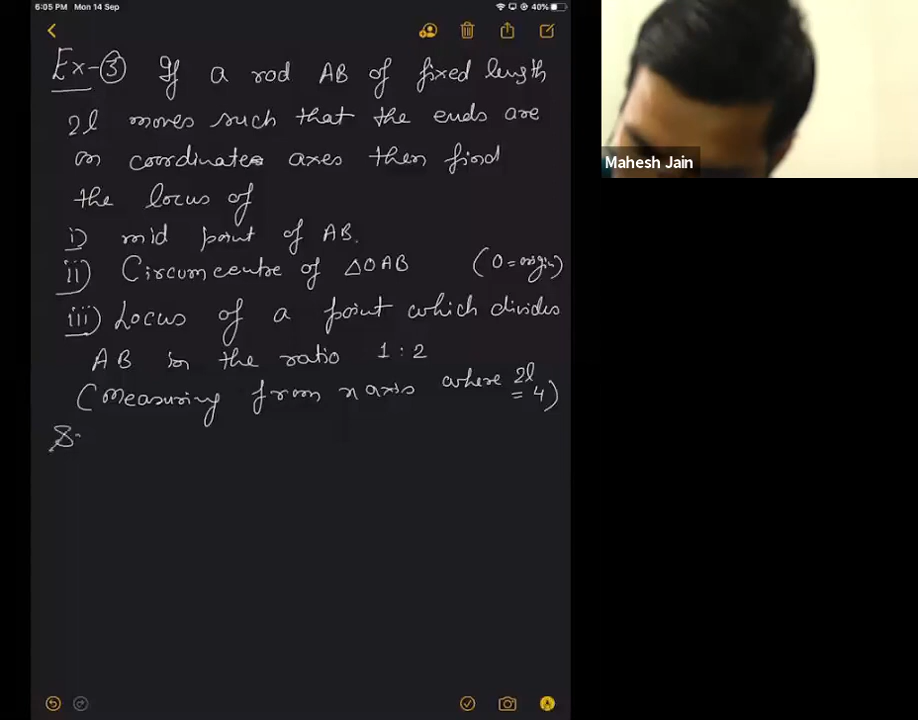 6:05 PM Mon 14 Sep
40%
Ex-③ If a rod AB of fixed length
2l moves such that the ends are
on coordinates axes then find
the locus of
i) mid point of AB.
ii) Circumcentre of △OAB (O=origin)
iii) Locus of a point which divides
AB in the ratio 1:2
(measuring from x axis where 2l = 4)
S
Mahesh Jain